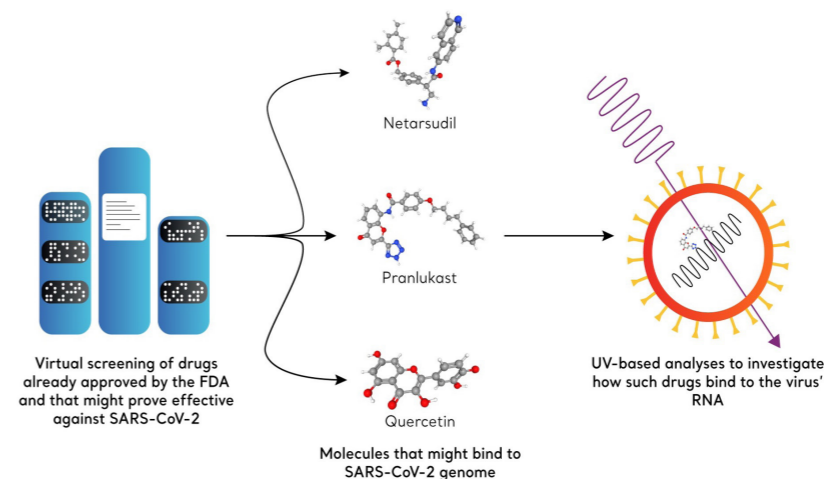 Netarsudil
Pranlukast
Quercetin
Virtual screening of drugs
already approved by the FDA
and that might prove effective
against SARS-CoV-2
Molecules that might bind to
SARS-CoV-2 genome
UV-based analyses to investigate
how such drugs bind to the virus'
RNA